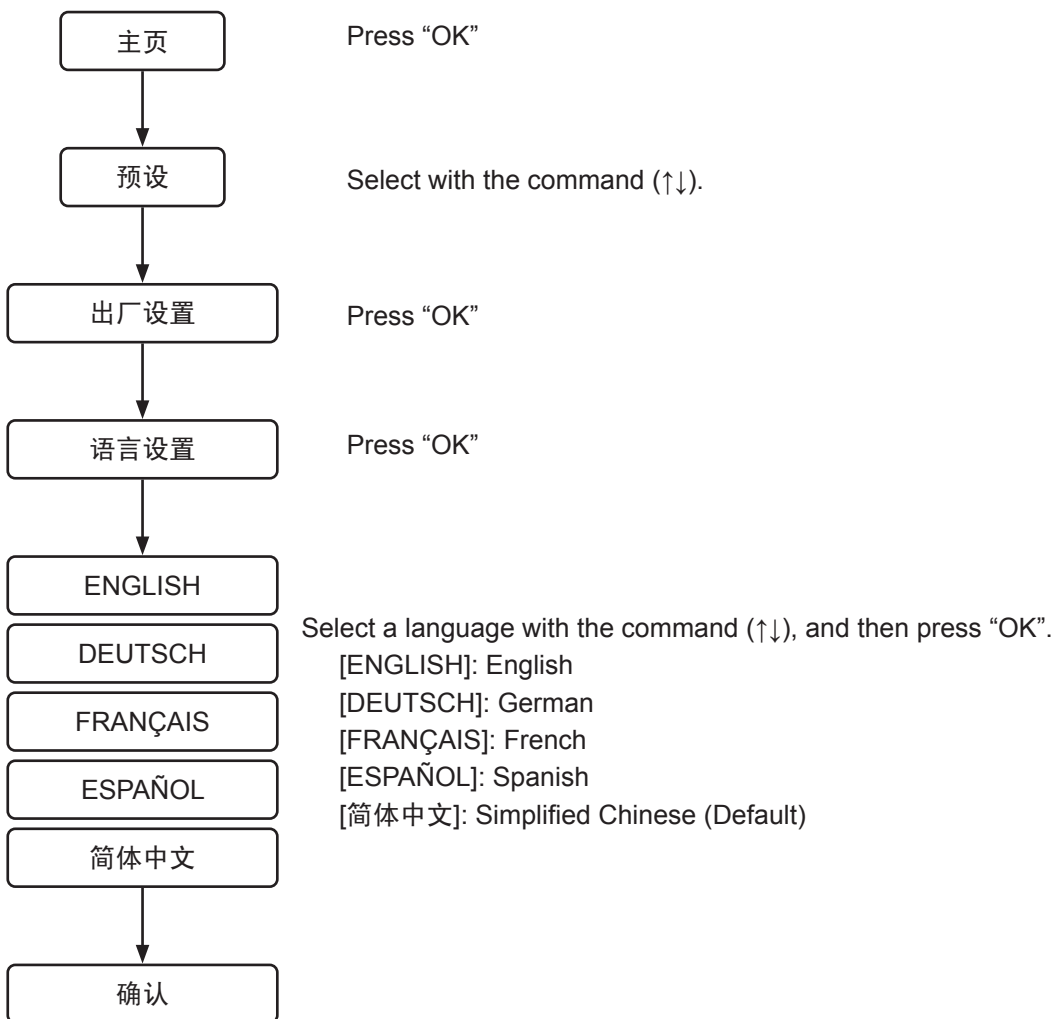 主页
Press “OK”
预设
Select with the command (↑↓).
出厂设置
Press “OK”
语言设置
Press “OK”
ENGLISH
DEUTSCH
FRANÇAIS
ESPAÑOL
简体中文
Select a language with the command (↑↓), and then press “OK”.
[ENGLISH]: English
[DEUTSCH]: German
[FRANÇAIS]: French
[ESPAÑOL]: Spanish
[简体中文]: Simplified Chinese (Default)
确认